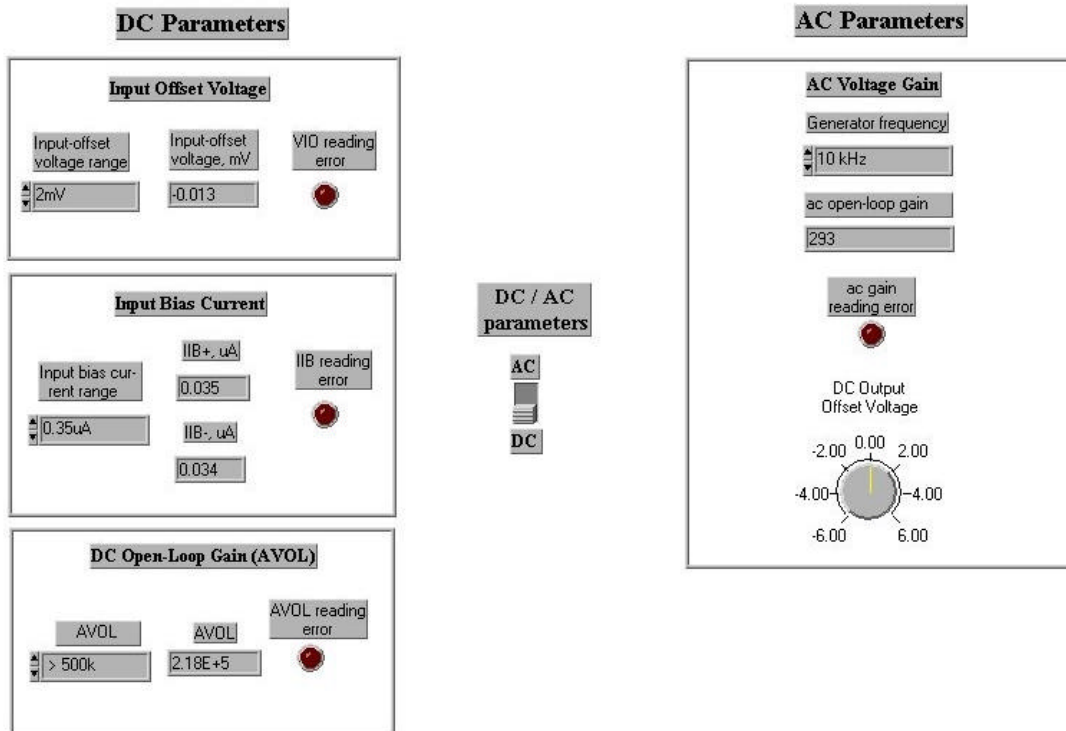 DC Parameters
Input Offset Voltage
Input-offset
voltage range
2mV
Input-offset
voltage, mV
-0.013
VIO reading
error
Input Bias Current
Input bias cur-
rent range
0.35uA
IIB+, uA
0.035
IIB-, uA
0.034
IIB reading
error
DC Open-Loop Gain (AVOL)
AVOL
> 500k
AVOL
2.18E+5
AVOL reading
error
DC / AC
parameters
AC
DC
AC Parameters
AC Voltage Gain
Generator frequency
10 kHz
ac open-loop gain
293
ac gain
reading error
DC Output
Offset Voltage
0.00
-2.00 2.00
-4.00 4.00
-6.00 6.00